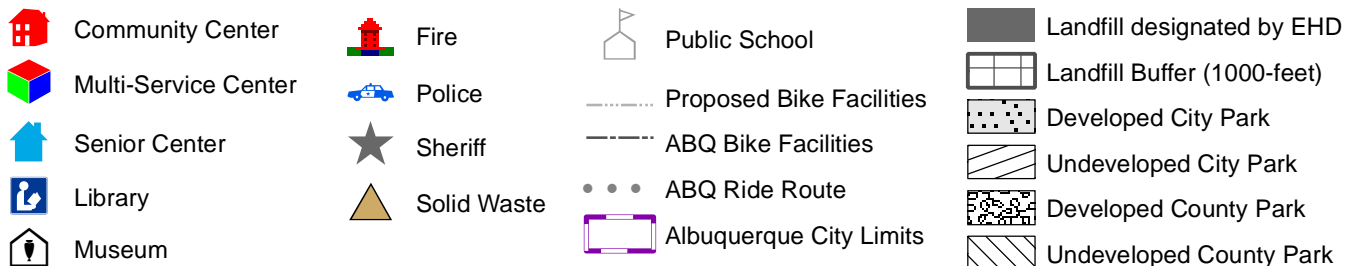 Community Center
Multi-Service Center
Senior Center
Library
Museum
Fire
Police
Sheriff
Solid Waste
Public School
Proposed Bike Facilities
ABQ Bike Facilities
ABQ Ride Route
Albuquerque City Limits
Landfill designated by EHD
Landfill Buffer (1000-feet)
Developed City Park
Undeveloped City Park
Developed County Park
Undeveloped County Park